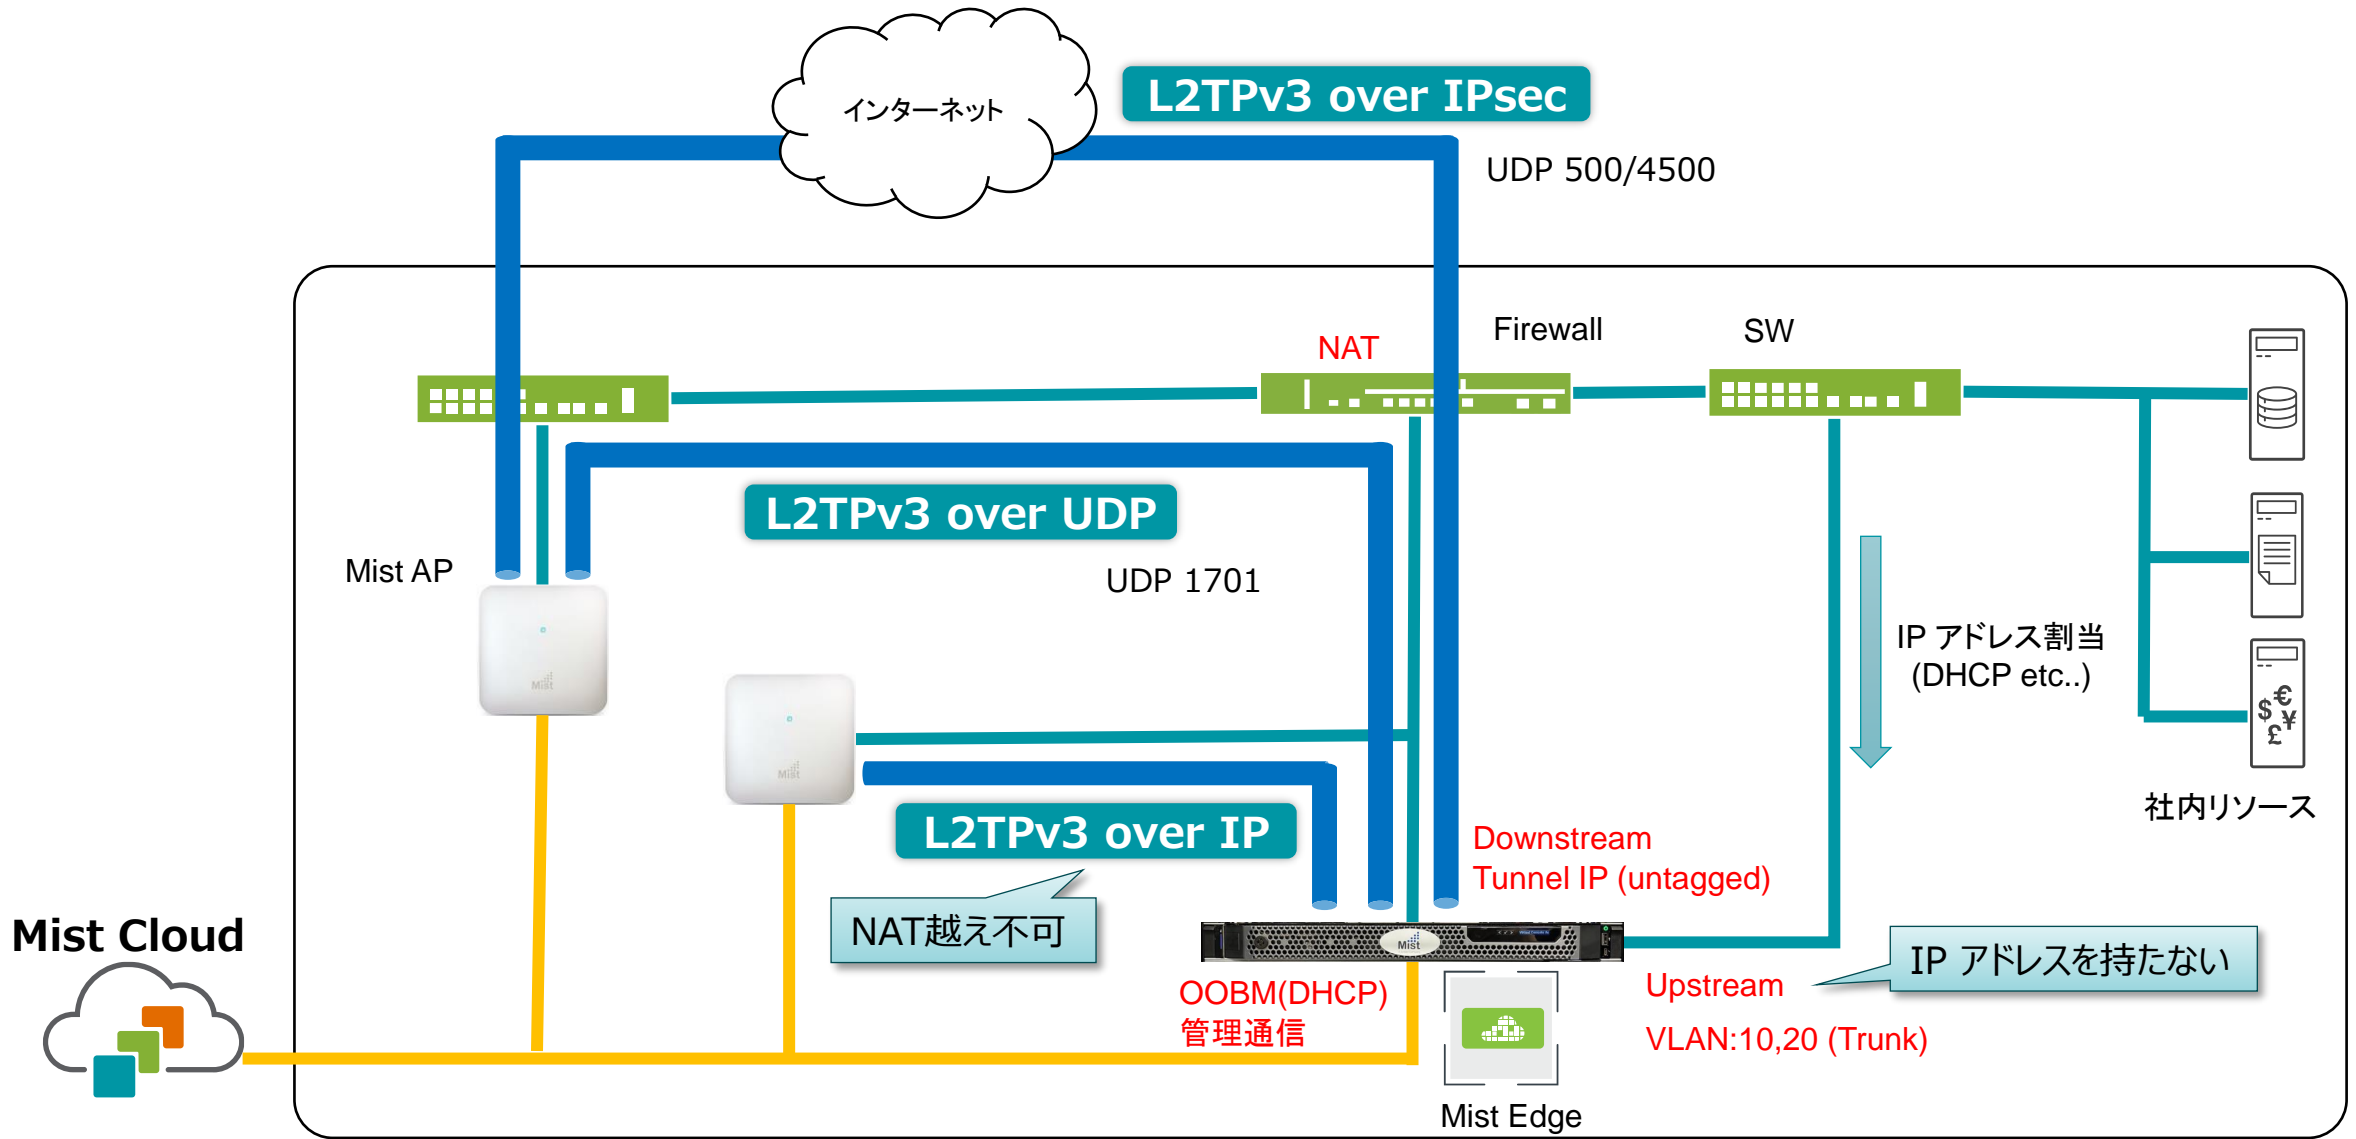 インターネット
L2TPv3 over IPsec
UDP 500/4500
NAT
Firewall
SW
L2TPv3 over UDP
UDP 1701
Mist AP
Mist
Mist
IP アドレス割当
(DHCP etc..)
$ €
£ ¥
社内リソース
L2TPv3 over IP
NAT越え不可
Downstream
Tunnel IP (untagged)
Mist Cloud
Mist
OOBM(DHCP)
管理通信
Upstream
VLAN:10,20 (Trunk)
IP アドレスを持たない
Mist Edge